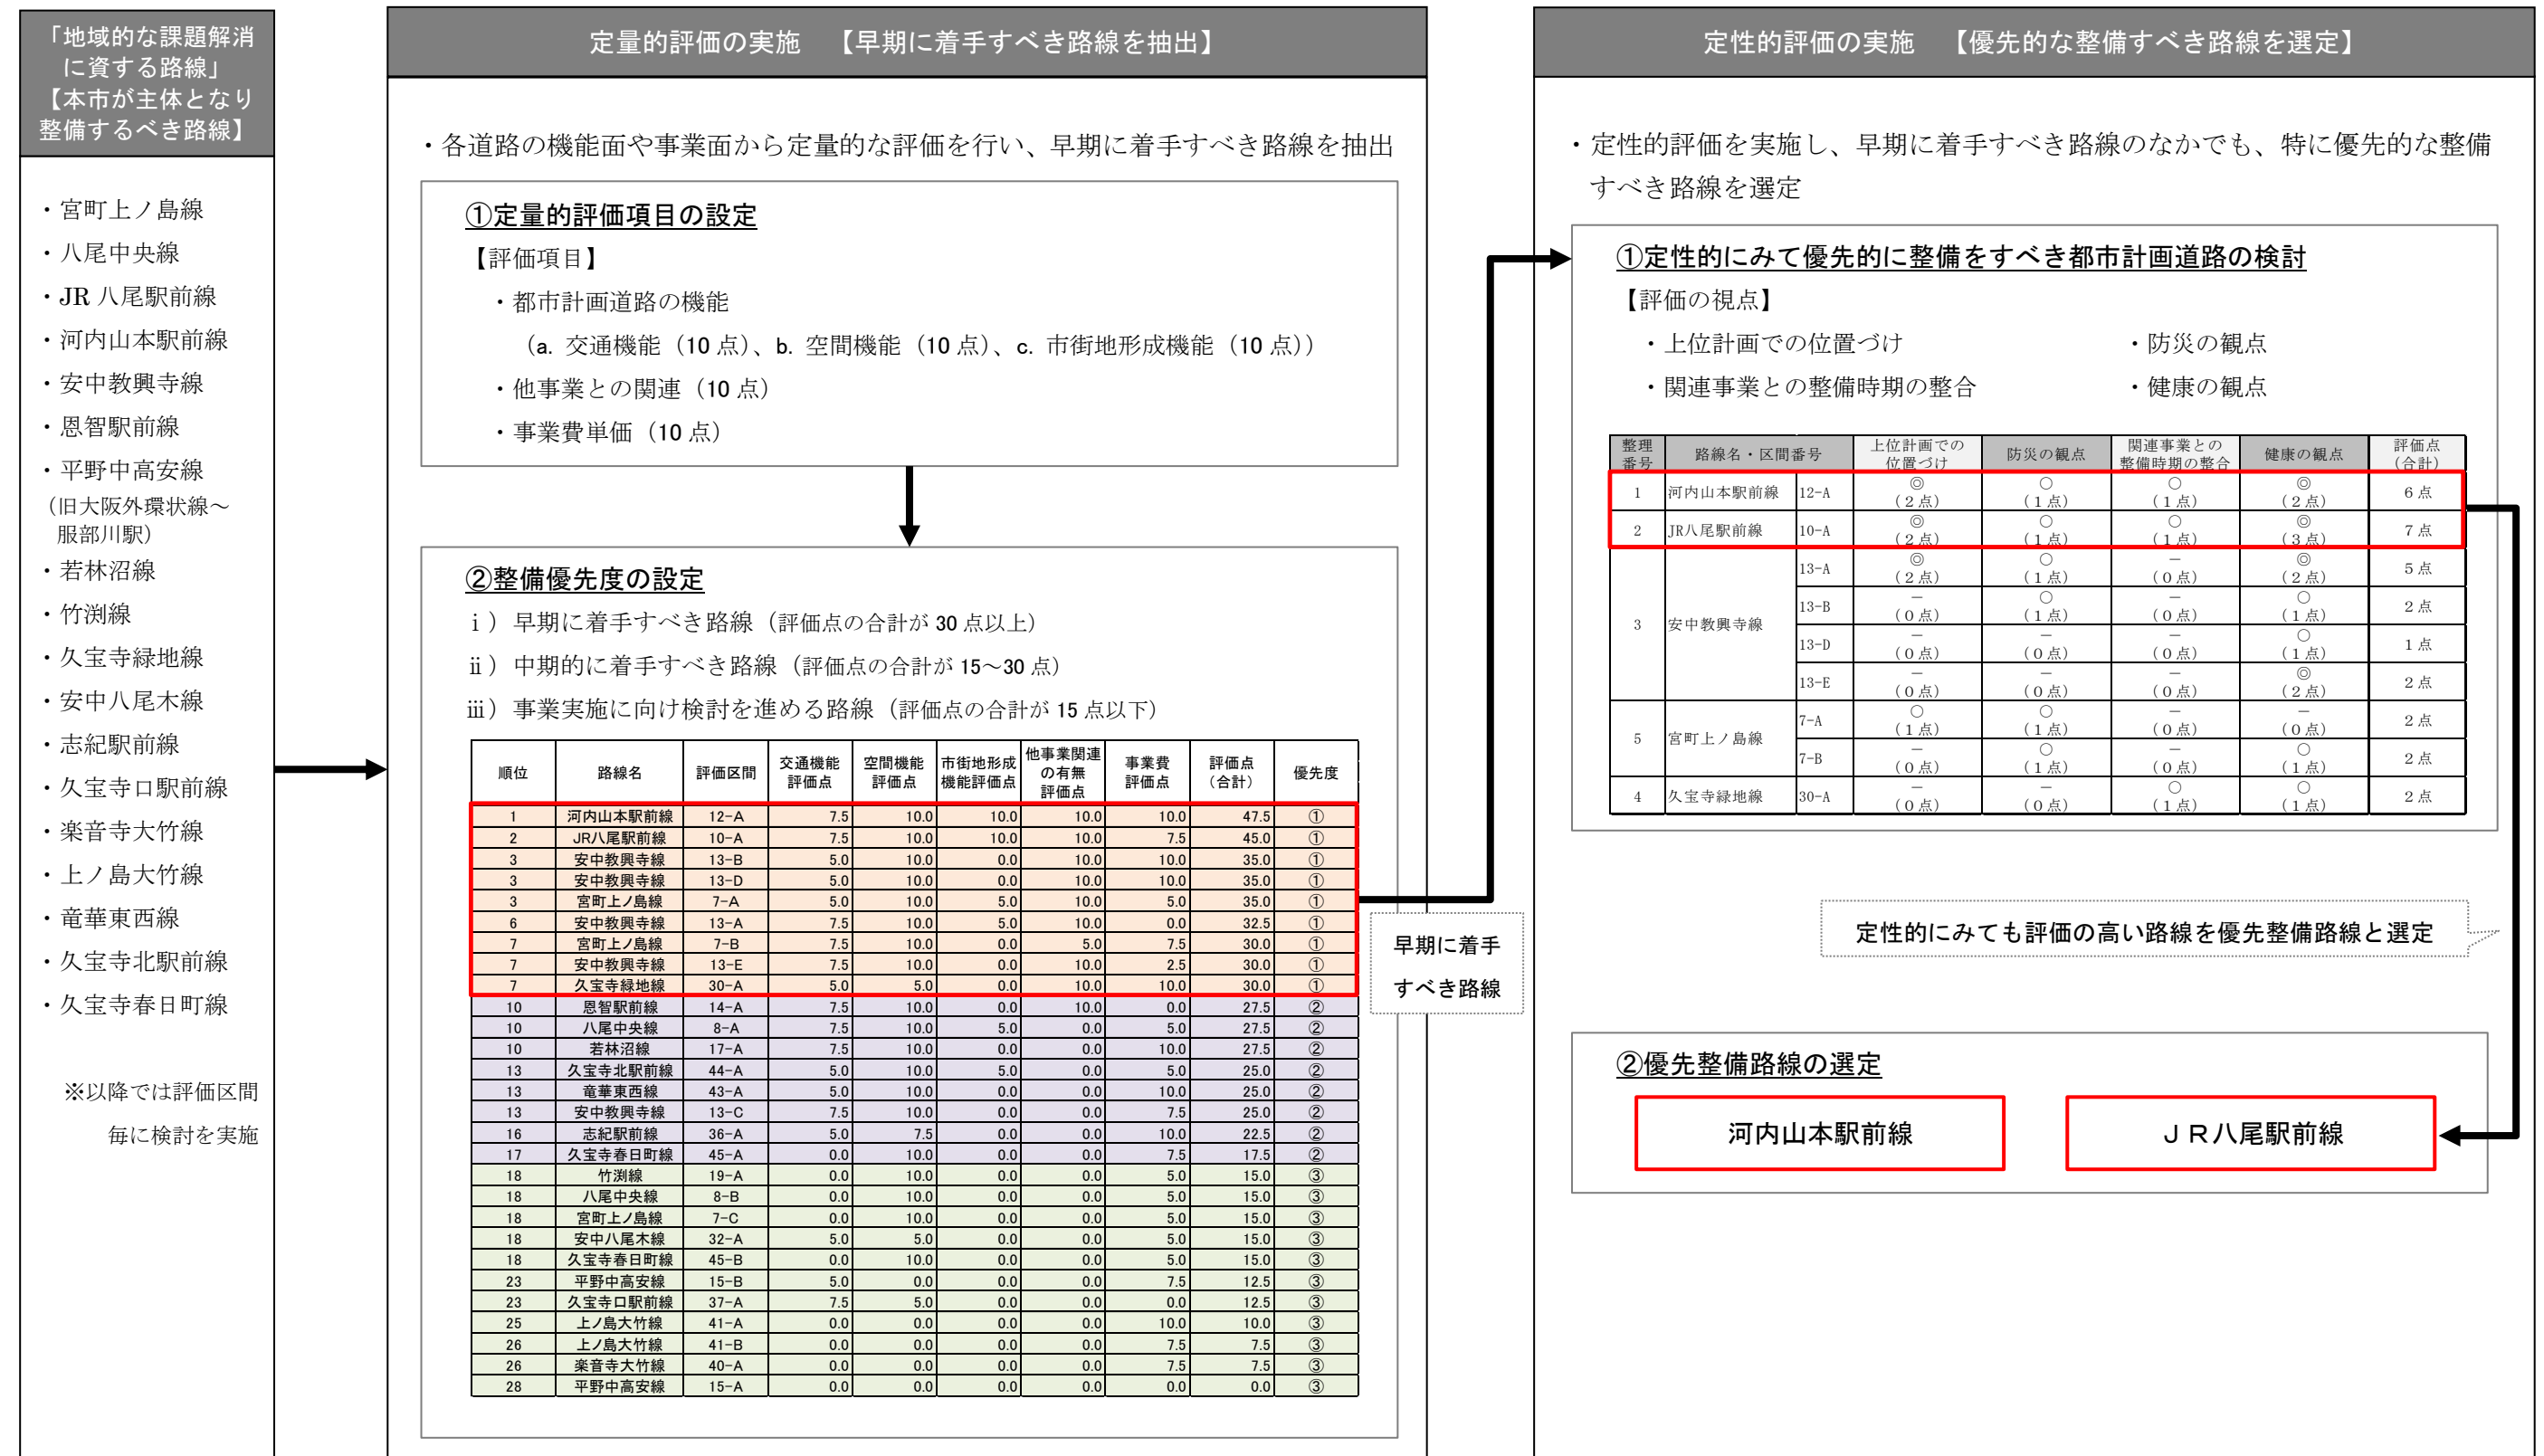 「地域的な課題解消
に資する路線」
【本市が主体となり
整備するべき路線】
・宮町上ノ島線
・八尾中央線
・JR 八尾駅前線
・河内山本駅前線
・安中教興寺線
・恩智駅前線
・平野中高安線
（旧大阪外環状線～
服部川駅）
・若林沼線
・竹渕線
・久宝寺緑地線
・安中八尾木線
・志紀駅前線
・久宝寺口駅前線
・楽音寺大竹線
・上ノ島大竹線
・竜華東西線
・久宝寺北駅前線
・久宝寺春日町線
※以降では評価区間
毎に検討を実施
定量的評価の実施　【早期に着手すべき路線を抽出】
・各道路の機能面や事業面から定量的な評価を行い、早期に着手すべき路線を抽出
①定量的評価項目の設定
【評価項目】
・都市計画道路の機能
（a. 交通機能（10 点）、b. 空間機能（10 点）、c. 市街地形成機能（10 点））
・他事業との関連（10 点）
・事業費単価（10 点）
②整備優先度の設定
ⅰ）早期に着手すべき路線（評価点の合計が 30 点以上）
ⅱ）中期的に着手すべき路線（評価点の合計が 15～30 点）
ⅲ）事業実施に向け検討を進める路線（評価点の合計が 15 点以下）
順位 路線名 評価区間 交通機能評価点 空間機能評価点 市街地形成機能評価点 他事業関連の有無評価点 事業費評価点 評価点（合計） 優先度
1 河内山本駅前線 12-A 7.5 10.0 10.0 10.0 10.0 47.5 ①
2 JR八尾駅前線 10-A 7.5 10.0 10.0 10.0 7.5 45.0 ①
3 安中教興寺線 13-B 5.0 10.0 0.0 10.0 10.0 35.0 ①
3 安中教興寺線 13-D 5.0 10.0 0.0 10.0 10.0 35.0 ①
3 宮町上ノ島線 7-A 5.0 10.0 5.0 10.0 5.0 35.0 ①
6 安中教興寺線 13-A 7.5 10.0 5.0 10.0 0.0 32.5 ①
7 宮町上ノ島線 7-B 7.5 10.0 0.0 5.0 7.5 30.0 ①
7 安中教興寺線 13-E 7.5 10.0 0.0 10.0 2.5 30.0 ①
7 久宝寺緑地線 30-A 5.0 5.0 0.0 10.0 10.0 30.0 ①
10 恩智駅前線 14-A 7.5 10.0 0.0 10.0 0.0 27.5 ②
10 八尾中央線 8-A 7.5 10.0 5.0 0.0 5.0 27.5 ②
10 若林沼線 17-A 7.5 10.0 0.0 0.0 10.0 27.5 ②
13 久宝寺北駅前線 44-A 5.0 10.0 5.0 0.0 5.0 25.0 ②
13 竜華東西線 43-A 5.0 10.0 0.0 0.0 10.0 25.0 ②
13 安中教興寺線 13-C 7.5 10.0 0.0 0.0 7.5 25.0 ②
16 志紀駅前線 36-A 5.0 7.5 0.0 0.0 10.0 22.5 ②
17 久宝寺春日町線 45-A 0.0 10.0 0.0 0.0 7.5 17.5 ②
18 竹渕線 19-A 0.0 10.0 0.0 0.0 5.0 15.0 ③
18 八尾中央線 8-B 0.0 10.0 0.0 0.0 5.0 15.0 ③
18 宮町上ノ島線 7-C 0.0 10.0 0.0 0.0 5.0 15.0 ③
18 安中八尾木線 32-A 5.0 5.0 0.0 0.0 5.0 15.0 ③
18 久宝寺春日町線 45-B 0.0 10.0 0.0 0.0 5.0 15.0 ③
23 平野中高安線 15-B 5.0 0.0 0.0 0.0 7.5 12.5 ③
23 久宝寺口駅前線 37-A 7.5 5.0 0.0 0.0 0.0 12.5 ③
25 上ノ島大竹線 41-A 0.0 0.0 0.0 0.0 10.0 10.0 ③
26 上ノ島大竹線 41-B 0.0 0.0 0.0 0.0 7.5 7.5 ③
26 楽音寺大竹線 40-A 0.0 0.0 0.0 0.0 7.5 7.5 ③
28 平野中高安線 15-A 0.0 0.0 0.0 0.0 0.0 0.0 ③
早期に着手
すべき路線
定性的評価の実施　【優先的な整備すべき路線を選定】
・定性的評価を実施し、早期に着手すべき路線のなかでも、特に優先的な整備
すべき路線を選定
①定性的にみて優先的に整備をすべき都市計画道路の検討
【評価の視点】
・上位計画での位置づけ　・防災の観点
・関連事業との整備時期の整合　・健康の観点
整理番号 路線名・区間番号 上位計画での位置づけ 防災の観点 関連事業との整備時期の整合 健康の観点 評価点（合計）
1 河内山本駅前線 12-A ◎（2点） ○（1点） ○（1点） ◎（2点） 6点
2 JR八尾駅前線 10-A ◎（2点） ○（1点） ○（1点） ◎（3点） 7点
3 安中教興寺線 13-A ◎（2点） ○（1点） －（0点） ◎（2点） 5点
13-B －（0点） ○（1点） －（0点） ○（1点） 2点
13-D －（0点） －（0点） －（0点） ○（1点） 1点
13-E －（0点） －（0点） －（0点） ◎（2点） 2点
5 宮町上ノ島線 7-A ○（1点） ○（1点） －（0点） －（0点） 2点
7-B －（0点） ○（1点） －（0点） ○（1点） 2点
4 久宝寺緑地線 30-A －（0点） －（0点） ○（1点） ○（1点） 2点
定性的にみても評価の高い路線を優先整備路線と選定
②優先整備路線の選定
河内山本駅前線
ＪＲ八尾駅前線